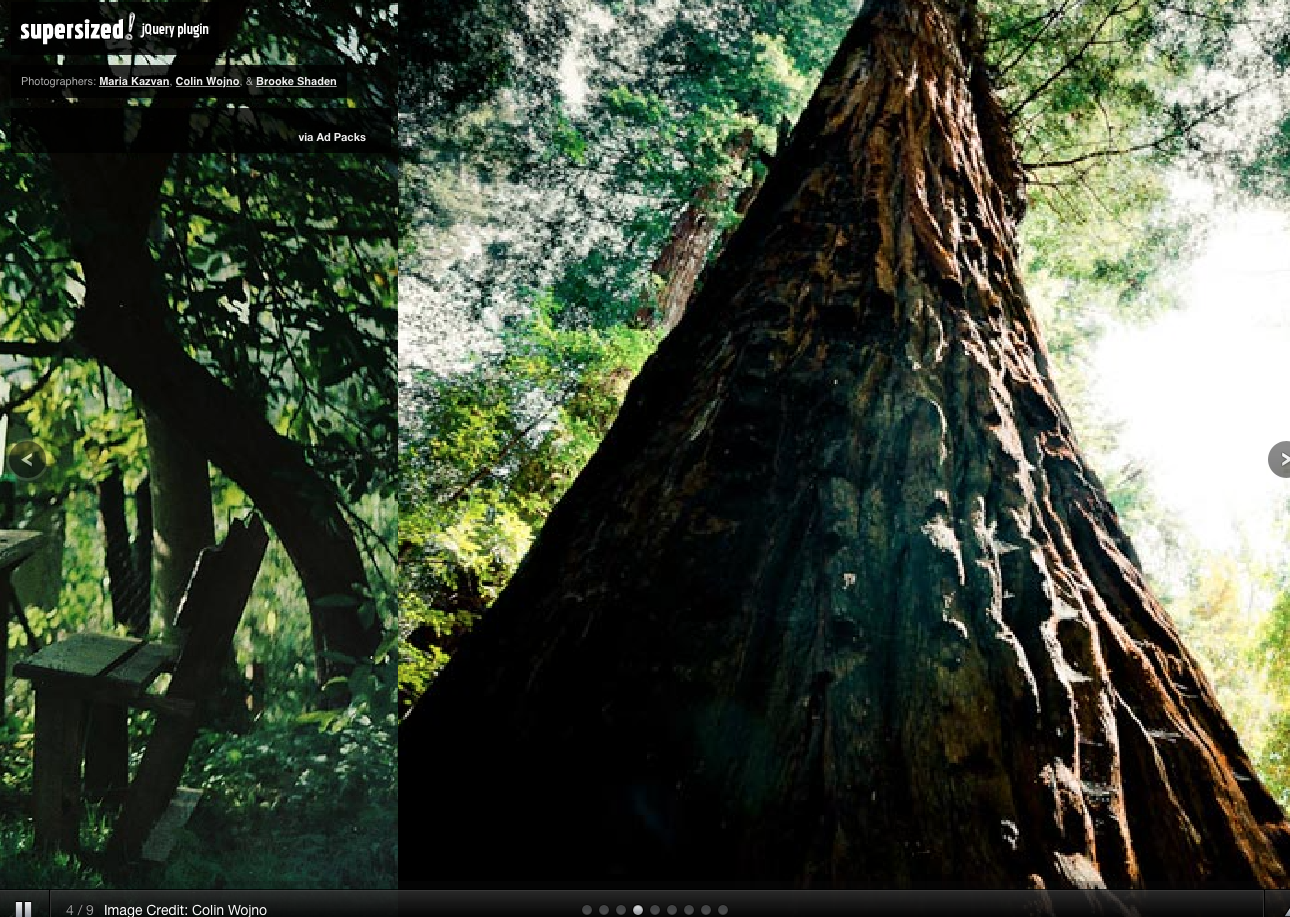 supersized! jQuery plugin
Photographers: Maria Kazvan, Colin Wojno, & Brooke Shaden
via Ad Packs
<
>
4 / 9 Image Credit: Colin Wojno